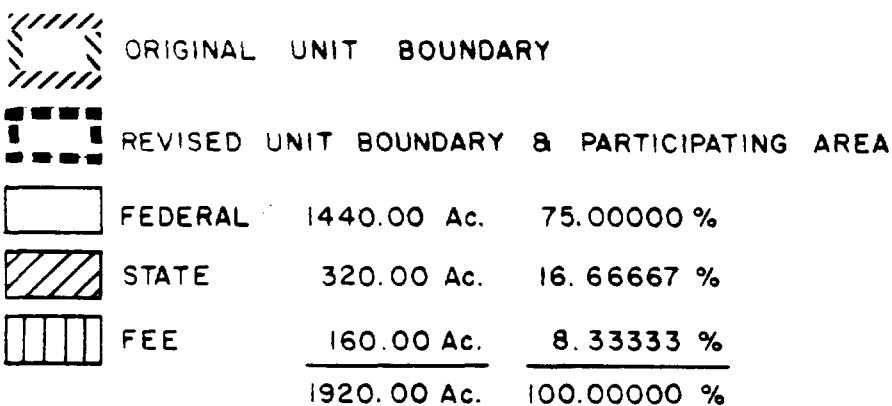 ORIGINAL UNIT BOUNDARY
REVISED UNIT BOUNDARY & PARTICIPATING AREA
FEDERAL 1440.00 Ac. 75.00000 %
STATE 320.00 Ac. 16.66667 %
FEE 160.00 Ac. 8.33333 %
1920.00 Ac. 100.00000 %